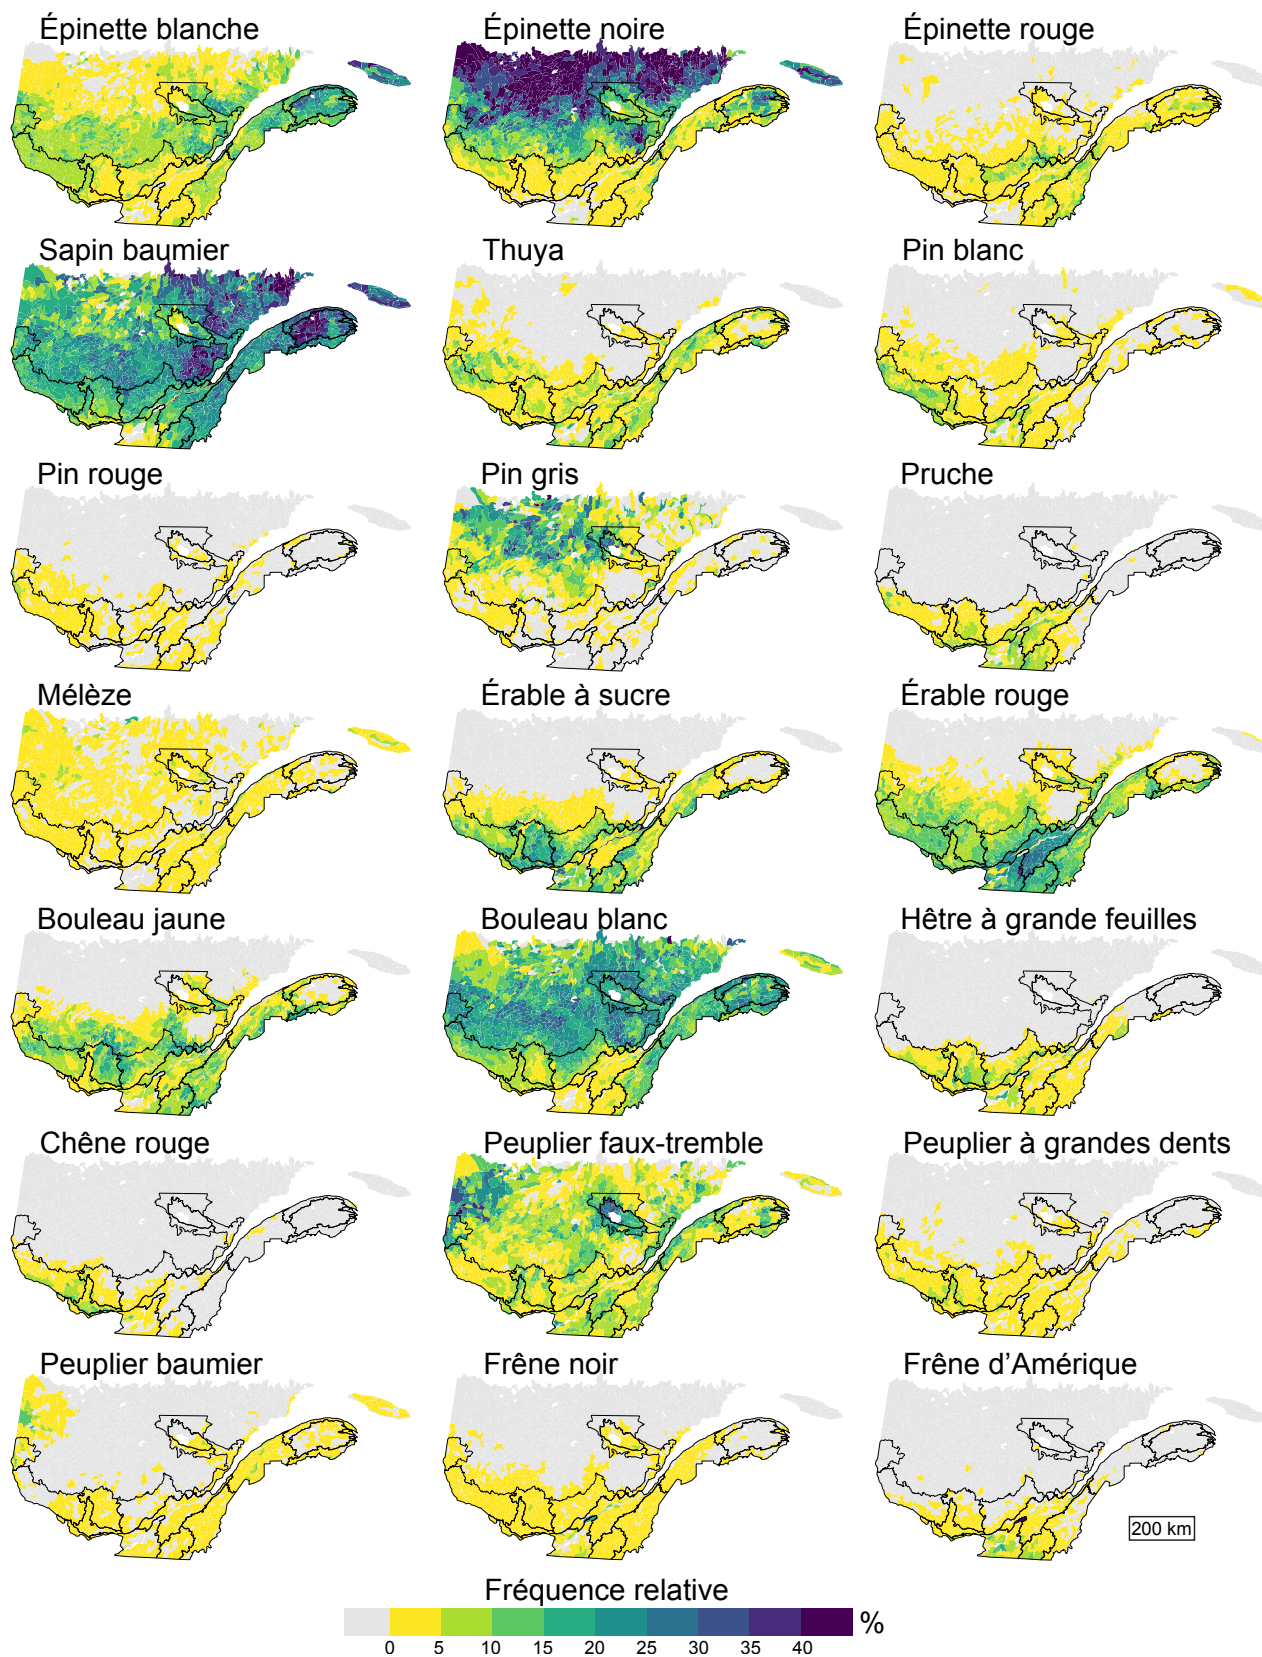 Épinette blanche
Épinette noire
Épinette rouge
Sapin baumier
Thuya
Pin blanc
Pin rouge
Pin gris
Pruche
Mélèze
Érable à sucre
Érable rouge
Bouleau jaune
Bouleau blanc
Hêtre à grande feuilles
Chêne rouge
Peuplier faux-tremble
Peuplier à grandes dents
Peuplier baumier
Frêne noir
Frêne d’Amérique
200 km
Fréquence relative
%
0 5 10 15 20 25 30 35 40